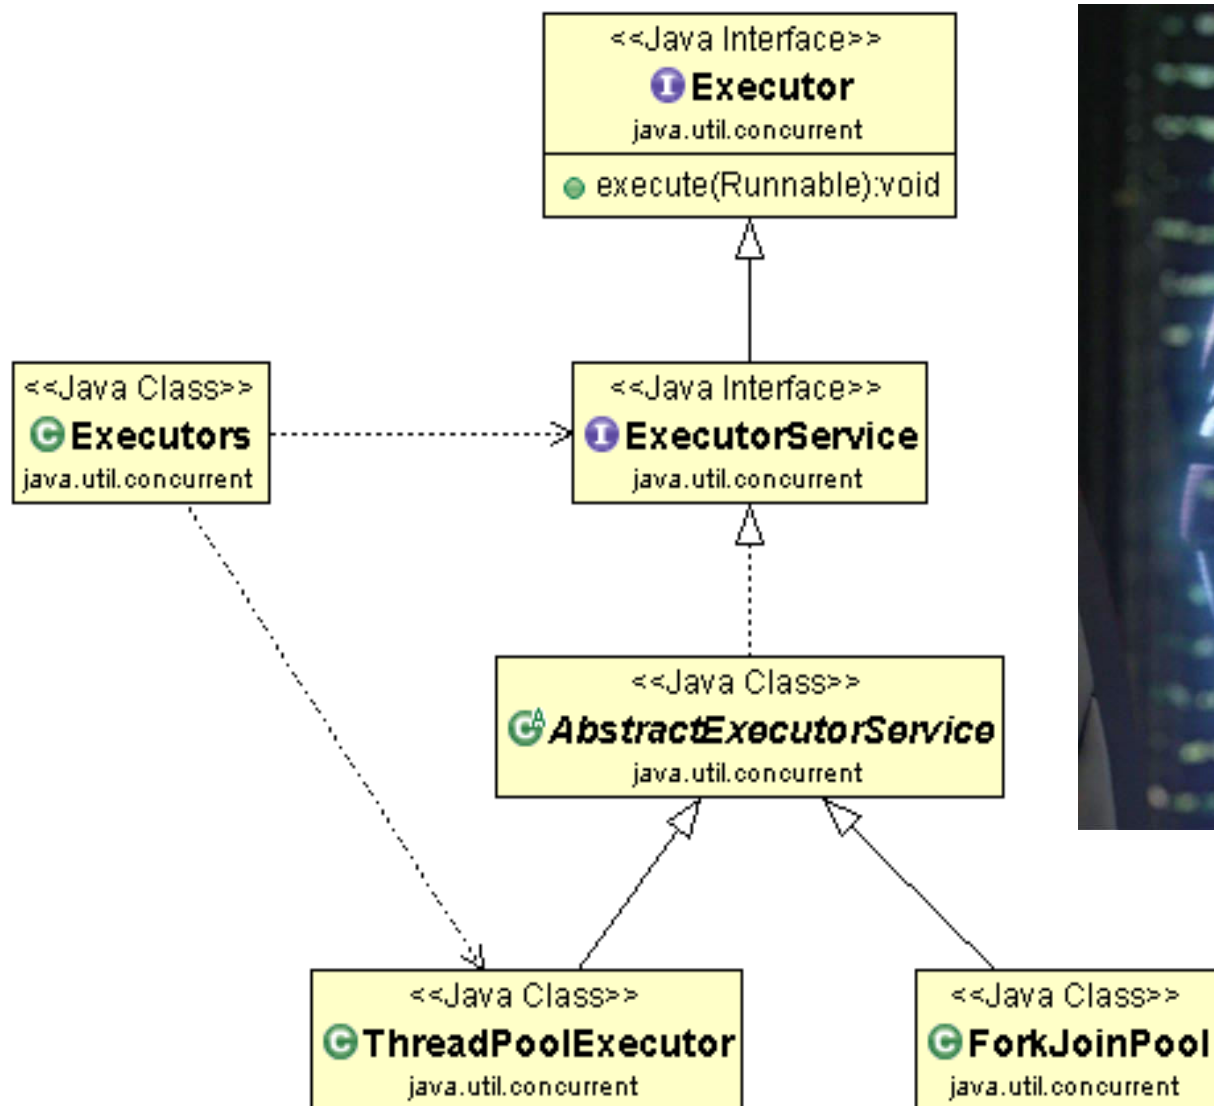 <<Java Interface>>
Executor
java.util.concurrent
execute(Runnable):void
<<Java Class>>
Executors
java.util.concurrent
<<Java Interface>>
ExecutorService
java.util.concurrent
<<Java Class>>
AbstractExecutorService
java.util.concurrent
<<Java Class>>
ThreadPoolExecutor
java.util.concurrent
<<Java Class>>
ForkJoinPool
java.util.concurrent